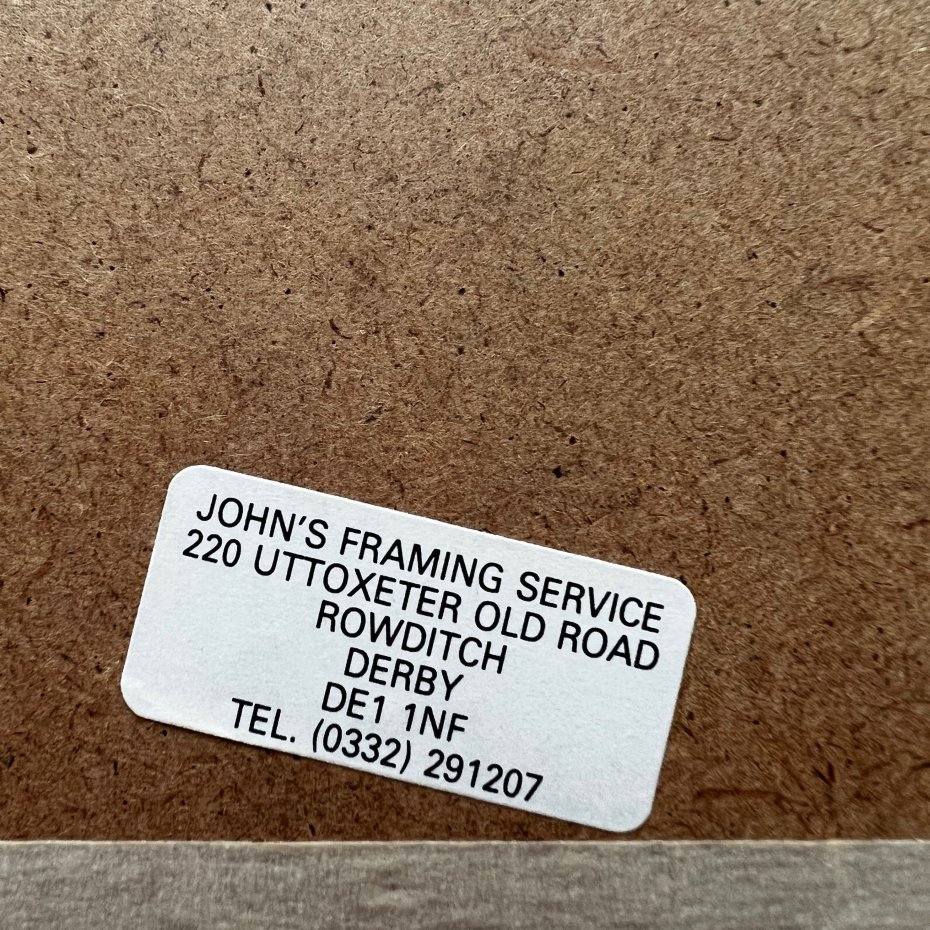 JOHN'S FRAMING SERVICE
220 UTTOXETER OLD ROAD
ROWDITCH
DERBY
DE1 1NF
TEL. (0332) 291207